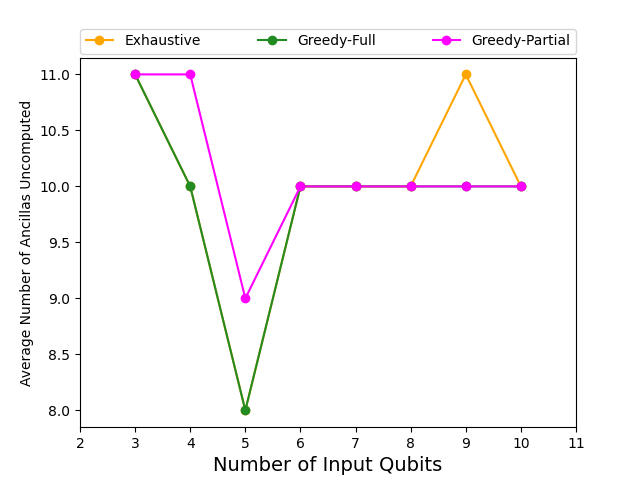 Exhaustive Greedy-Full Greedy-Partial
11.0
10.5
10.0
9.5
9.0
8.5
8.0
Average Number of Ancillas Uncomputed
2 3 4 5 6 7 8 9 10 11
Number of Input Qubits